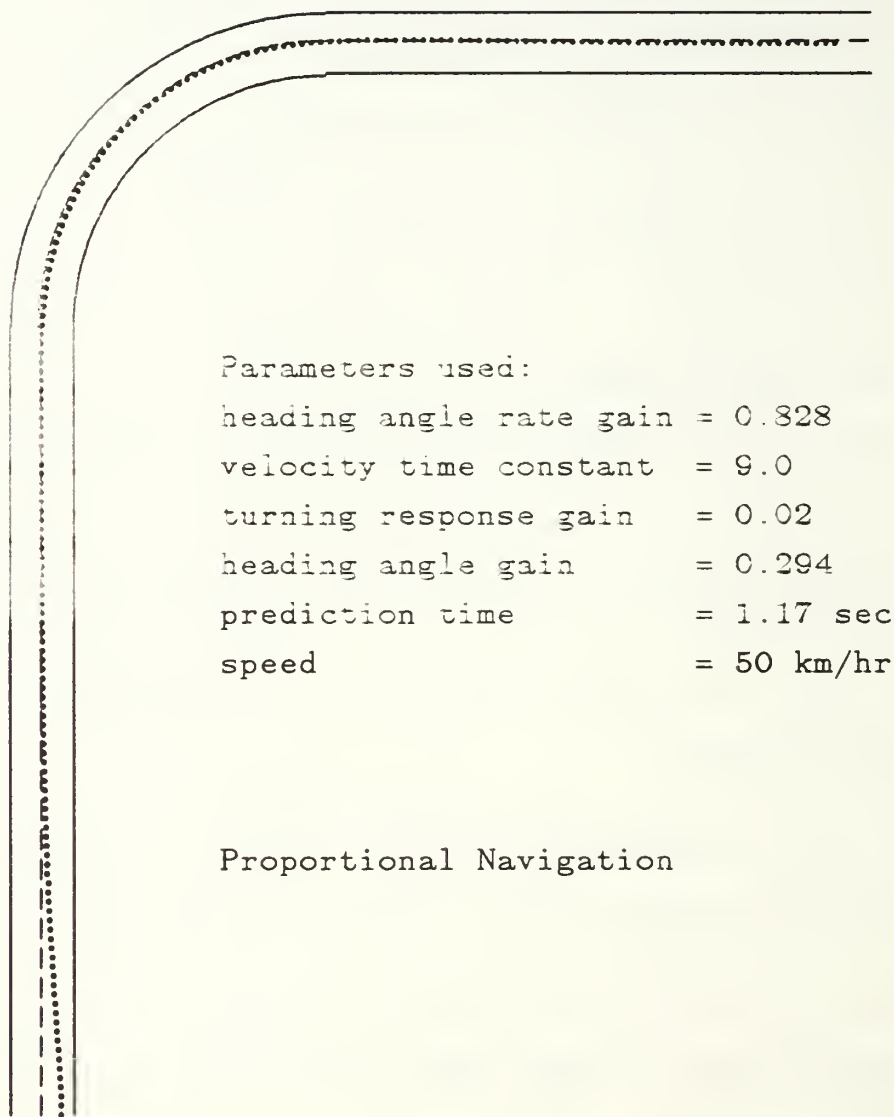 Parameters used:
heading angle rate gain = 0.828
velocity time constant = 9.0
turning response gain = 0.02
heading angle gain = 0.294
prediction time = 1.17 sec
speed = 50 km/hr
Proportional Navigation